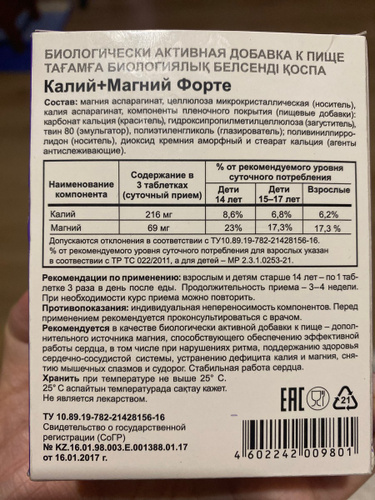 БИОЛОГИЧЕСКИ АКТИВНАЯ ДОБАВКА К ПИЩЕ
ТАҒАМҒА БИОЛОГИЯЛЫҚ БЕЛСЕНДІ ҚОСПА
Калий+Магний Форте
Состав: магния аспарагинат, целлюлоза микрокристаллическая (носитель),
калия аспарагинат, компоненты пленочного покрытия (пищевые добавки):
карбонат кальция (краситель), гидроксипропилметилцеллюлоза (загуститель),
твин 80 (эмульгатор), полиэтиленгликоль (глазирователь); поливинилпирро-
лидон (носитель), диоксид кремния аморфный и стеарат кальция (агенты
антислеживающие).
Наименование компонента
Содержание в 3 таблетках (суточный прием)
% от рекомендуемого уровня суточного потребления
Дети 14 лет
Дети 15–17 лет
Взрослые
Калий 216 мг 8,6% 6,8% 6,2%
Магний 69 мг 23% 17,3% 17,3 %
Допускаются отклонения в соответствии с ТУ10.89.19-782-21428156-16.
% от рекомендуемого уровня суточного потребления для взрослых указан
в соответствии с ТР ТС 022/2011, а для детей – МР 2.3.1.0253-21.
Рекомендации по применению: взрослым и детям старше 14 лет – по 1 таб-
летке 3 раза в день после еды. Продолжительность приема – 3–4 недели.
При необходимости курс приема можно повторить.
Противопоказания: индивидуальная непереносимость компонентов. Перед
применением рекомендуется проконсультироваться с врачом.
Рекомендуется в качестве биологически активной добавки к пище – допол-
нительного источника магния, способствующего обеспечению эффективной
работы сердца, в том числе при нарушениях ритма, поддержанию здоровья
сердечно-сосудистой системы, устранению дефицита калия и магния, сня-
тию мышечных спазмов и судорог. Стабильная работа сердца.
Хранить при температуре не выше 25° С.
25° С аспайтын температурада сақтау кажет.
Не является лекарством.
ТУ 10.89.19-782-21428156-16
Свидетельство о государственной
регистрации (СоГР)
№ KZ.16.01.98.003.E.001388.01.17
от 16.01.2017 г.
EAC
21
4 602242 009801